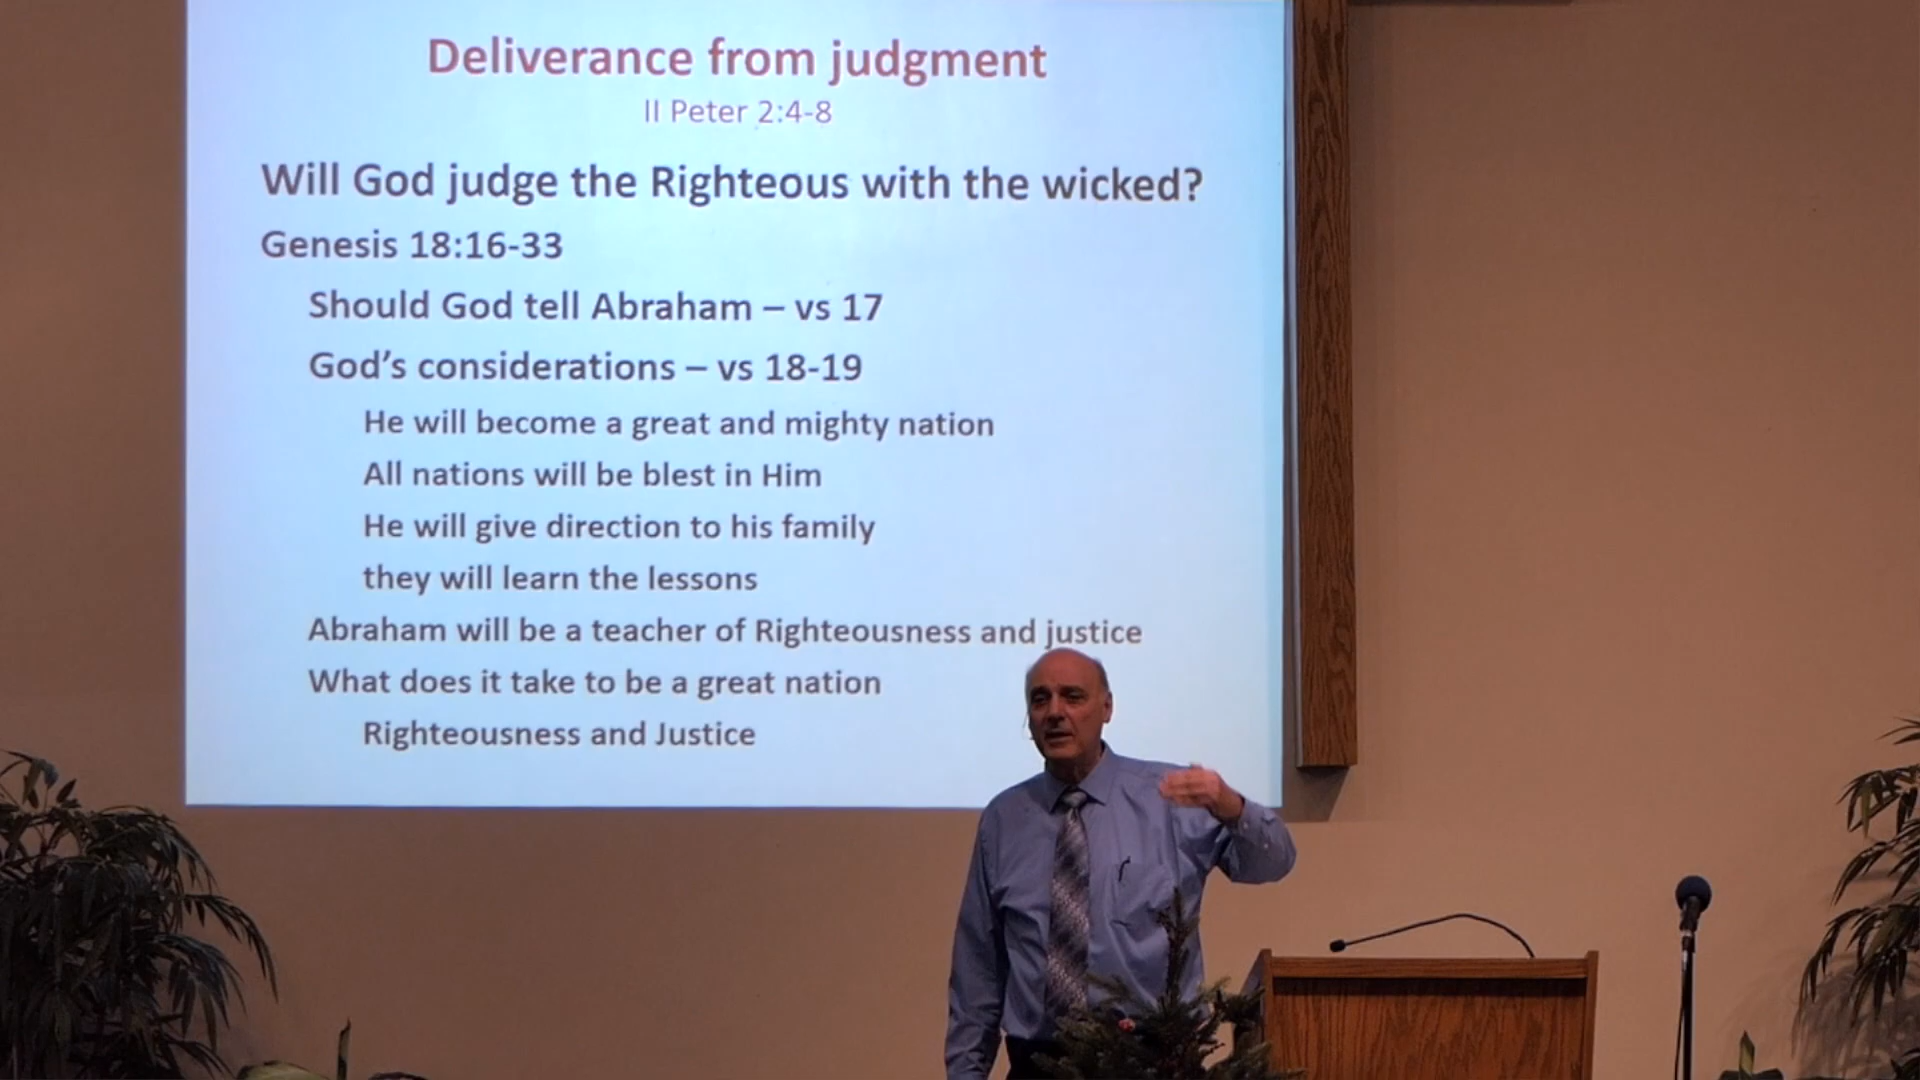 Deliverance from judgment
II Peter 2:4-8
Will God judge the Righteous with the wicked?
Genesis 18:16-33
Should God tell Abraham – vs 17
God's considerations – vs 18-19
He will become a great and mighty nation
All nations will be blest in Him
He will give direction to his family
they will learn the lessons
Abraham will be a teacher of Righteousness and justice
What does it take to be a great nation
Righteousness and Justice